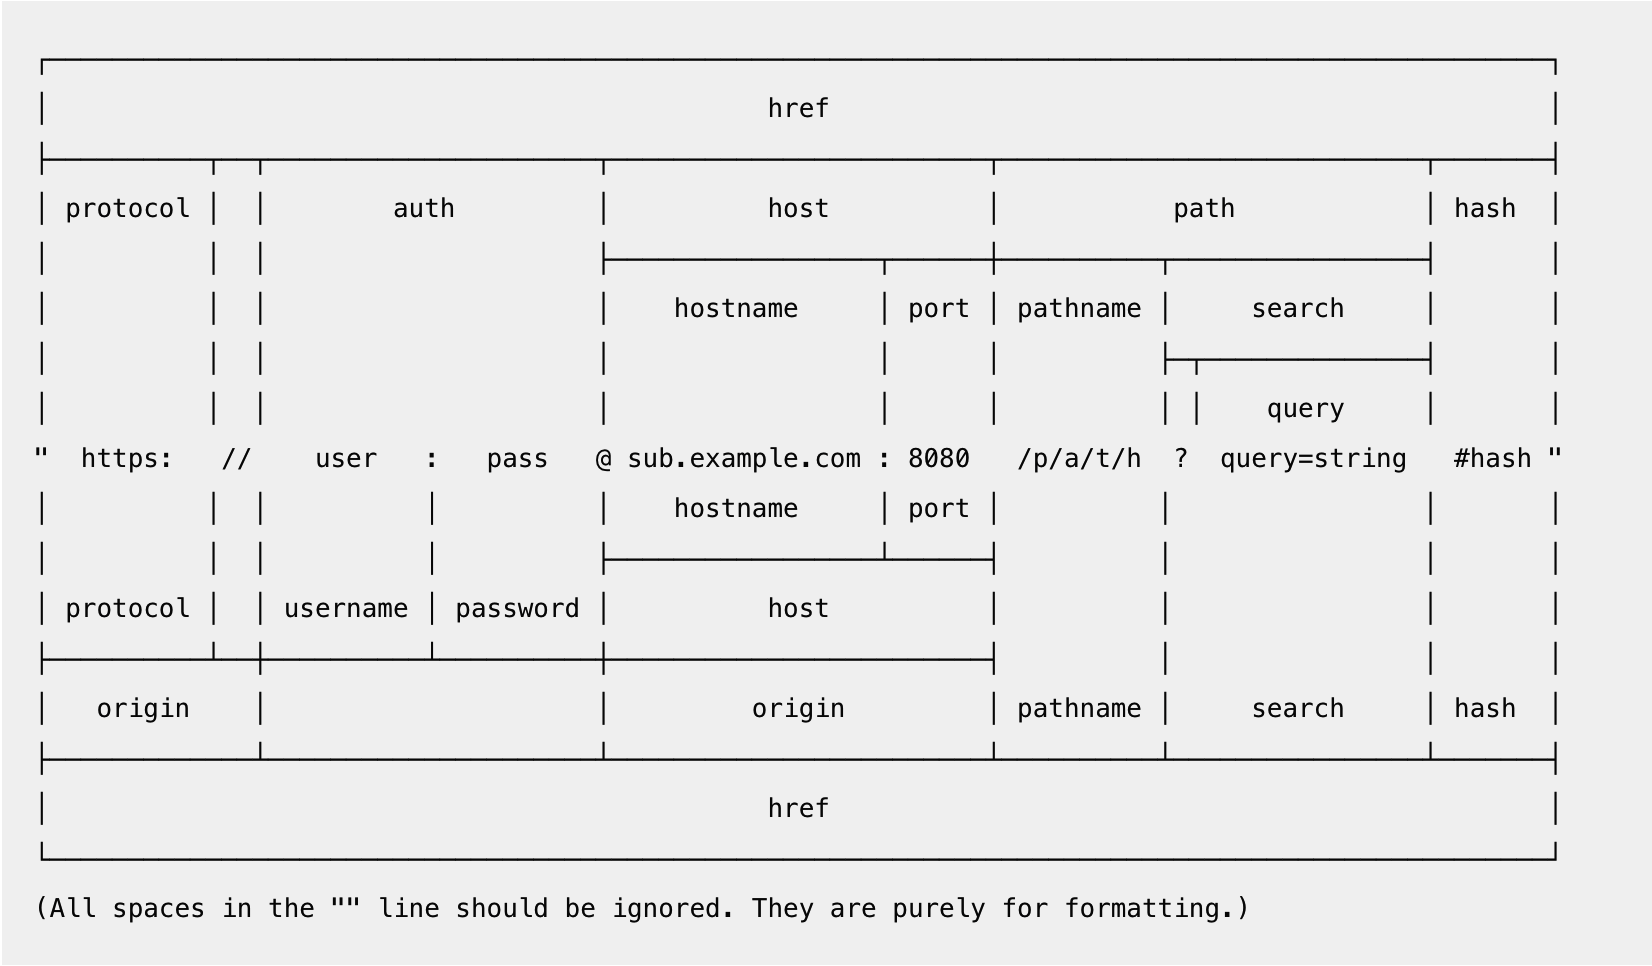 href
protocol auth host path hash
hostname port pathname search
query
" https: // user : pass @ sub.example.com : 8080 /p/a/t/h ? query=string #hash "
hostname port
protocol username password host
origin origin pathname search hash
href
(All spaces in the "" line should be ignored. They are purely for formatting.)